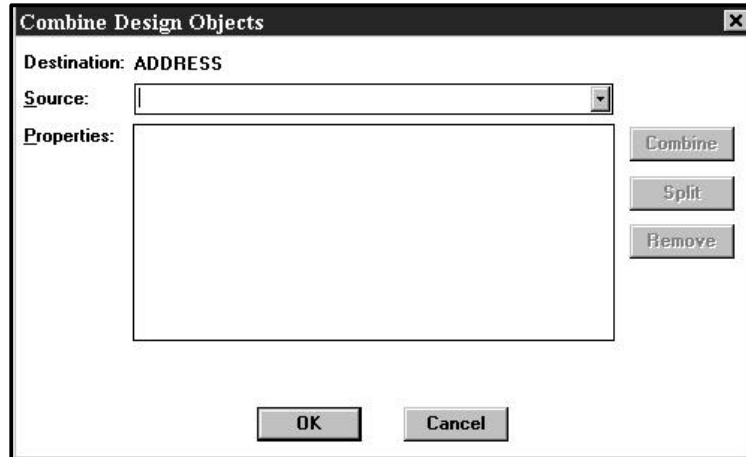 Combine Design Objects
Destination: ADDRESS
Source:
Properties:
Combine
Split
Remove
OK Cancel